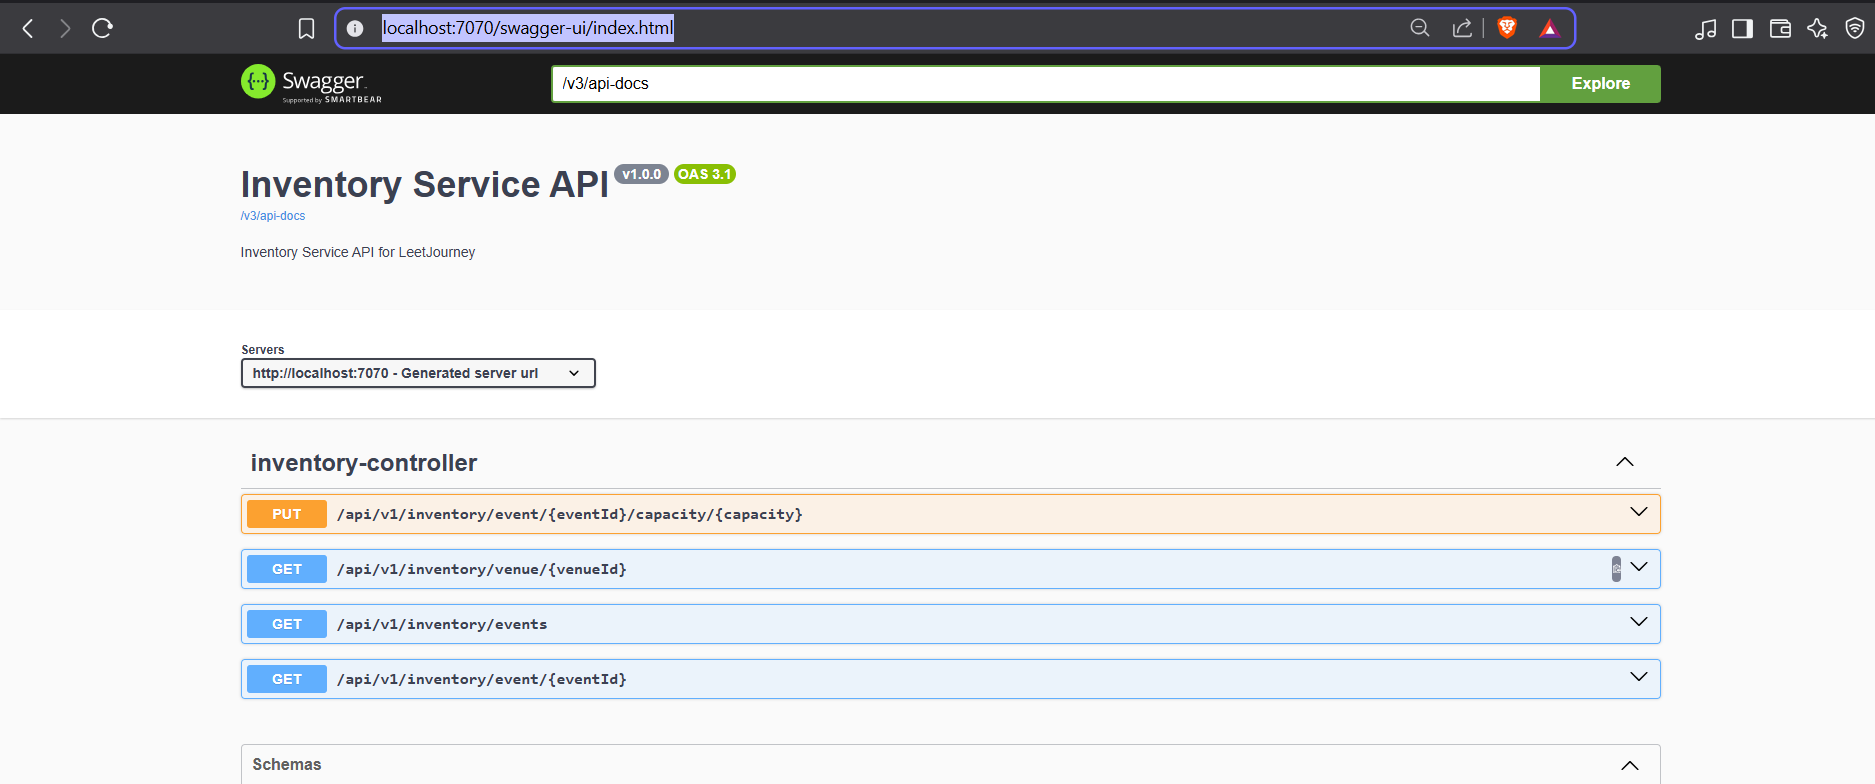 localhost:7070/swagger-ui/index.html
Swagger
Supported by SMARTBEAR
/v3/api-docs
Explore
Inventory Service API v1.0.0 OAS 3.1
/v3/api-docs
Inventory Service API for LeetJourney
Servers
http://localhost:7070 - Generated server url
inventory-controller
PUT /api/v1/inventory/event/{eventId}/capacity/{capacity}
GET /api/v1/inventory/venue/{venueId}
GET /api/v1/inventory/events
GET /api/v1/inventory/event/{eventId}
Schemas